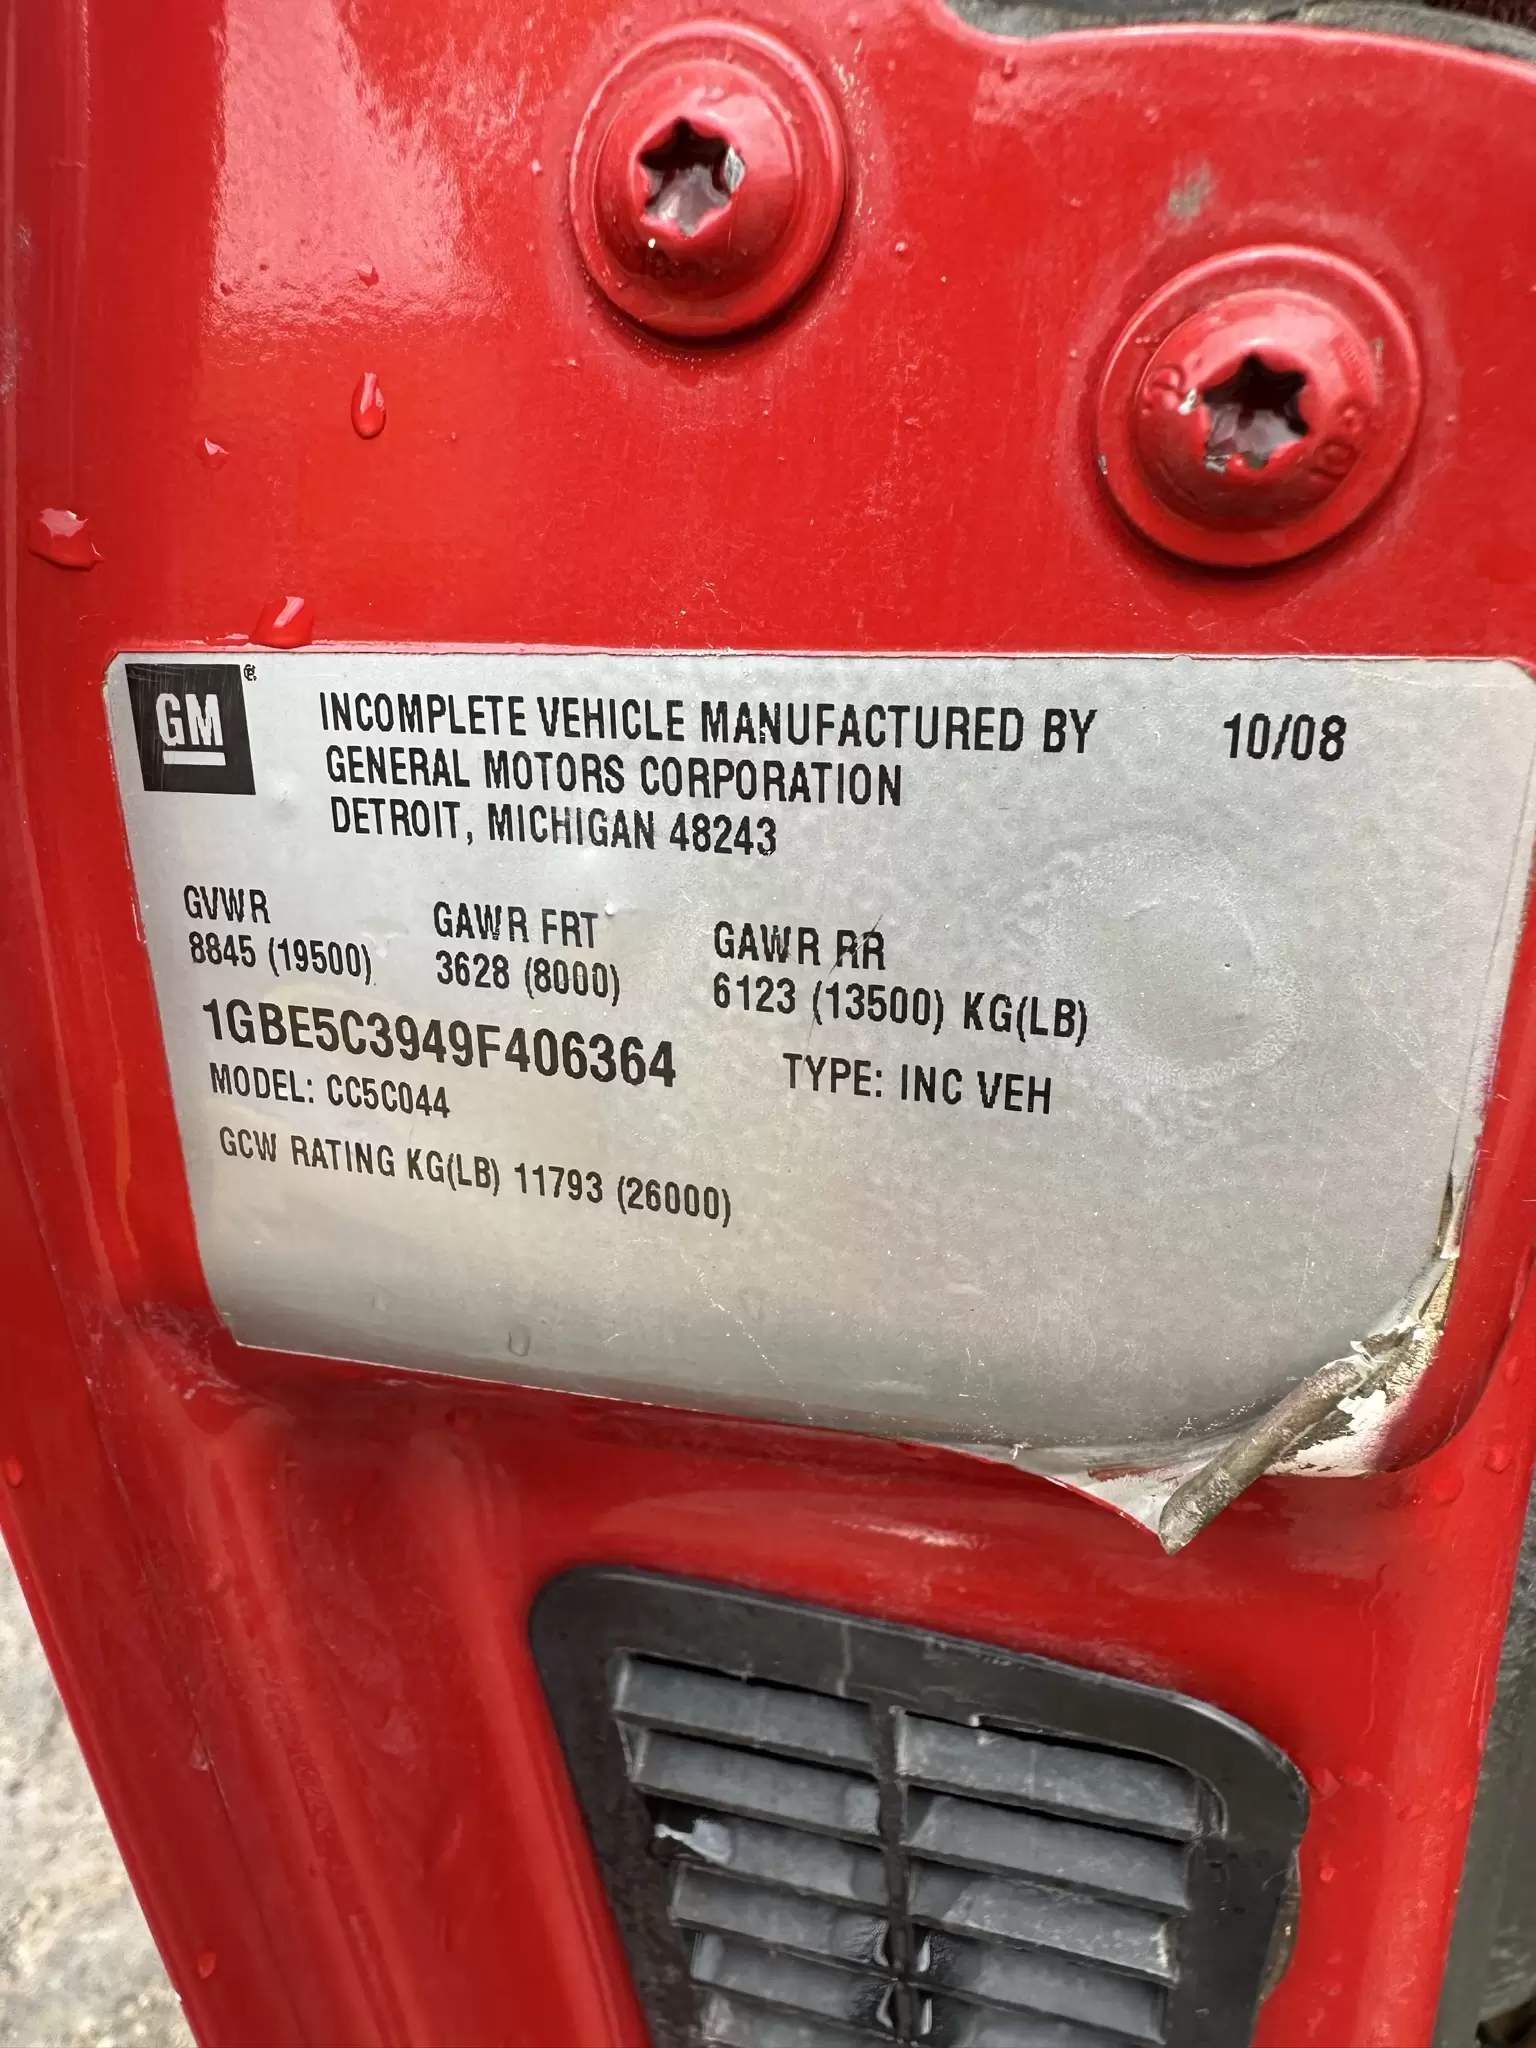 GM
INCOMPLETE VEHICLE MANUFACTURED BY 10/08
GENERAL MOTORS CORPORATION
DETROIT, MICHIGAN 48243
GVWR GAWR FRT GAWR RR
8845 (19500) 3628 (8000) 6123 (13500) KG(LB)
1GBE5C3949F406364 TYPE: INC VEH
MODEL: CC5C044
GCW RATING KG(LB) 11793 (26000)